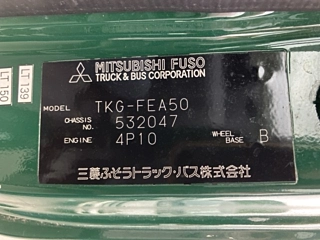 MITSUBISHI FUSO
TRUCK & BUS CORPORATION
MODEL TKG-FEA50
CHASSIS NO. 532047
ENGINE 4P10 WHEEL BASE B
三菱ふそうトラック・バス株式会社
LT139
LT50